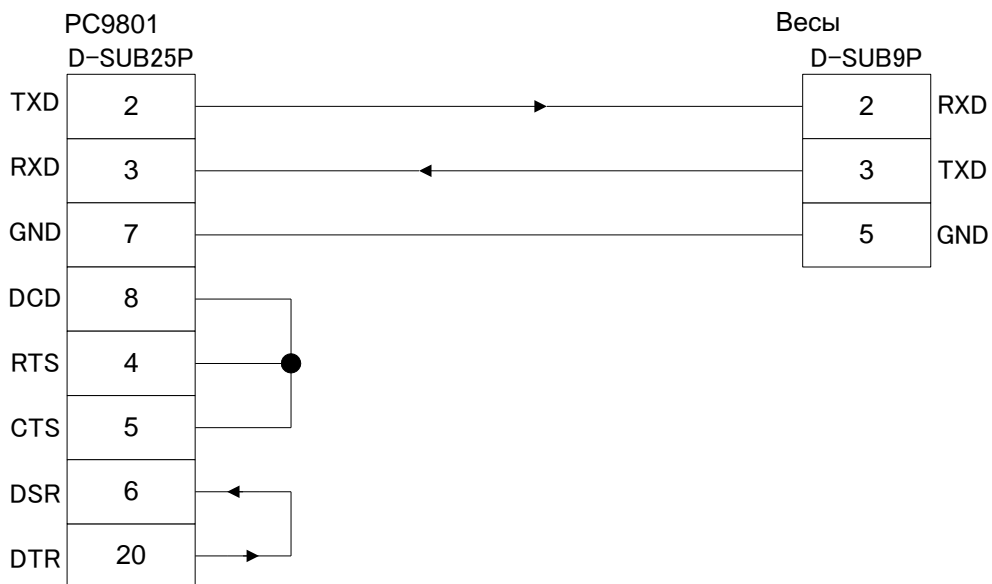 PC9801 Весы
D-SUB25P D-SUB9P
TXD 2 2 RXD
RXD 3 3 TXD
GND 7 5 GND
DCD 8
RTS 4
CTS 5
DSR 6
DTR 20